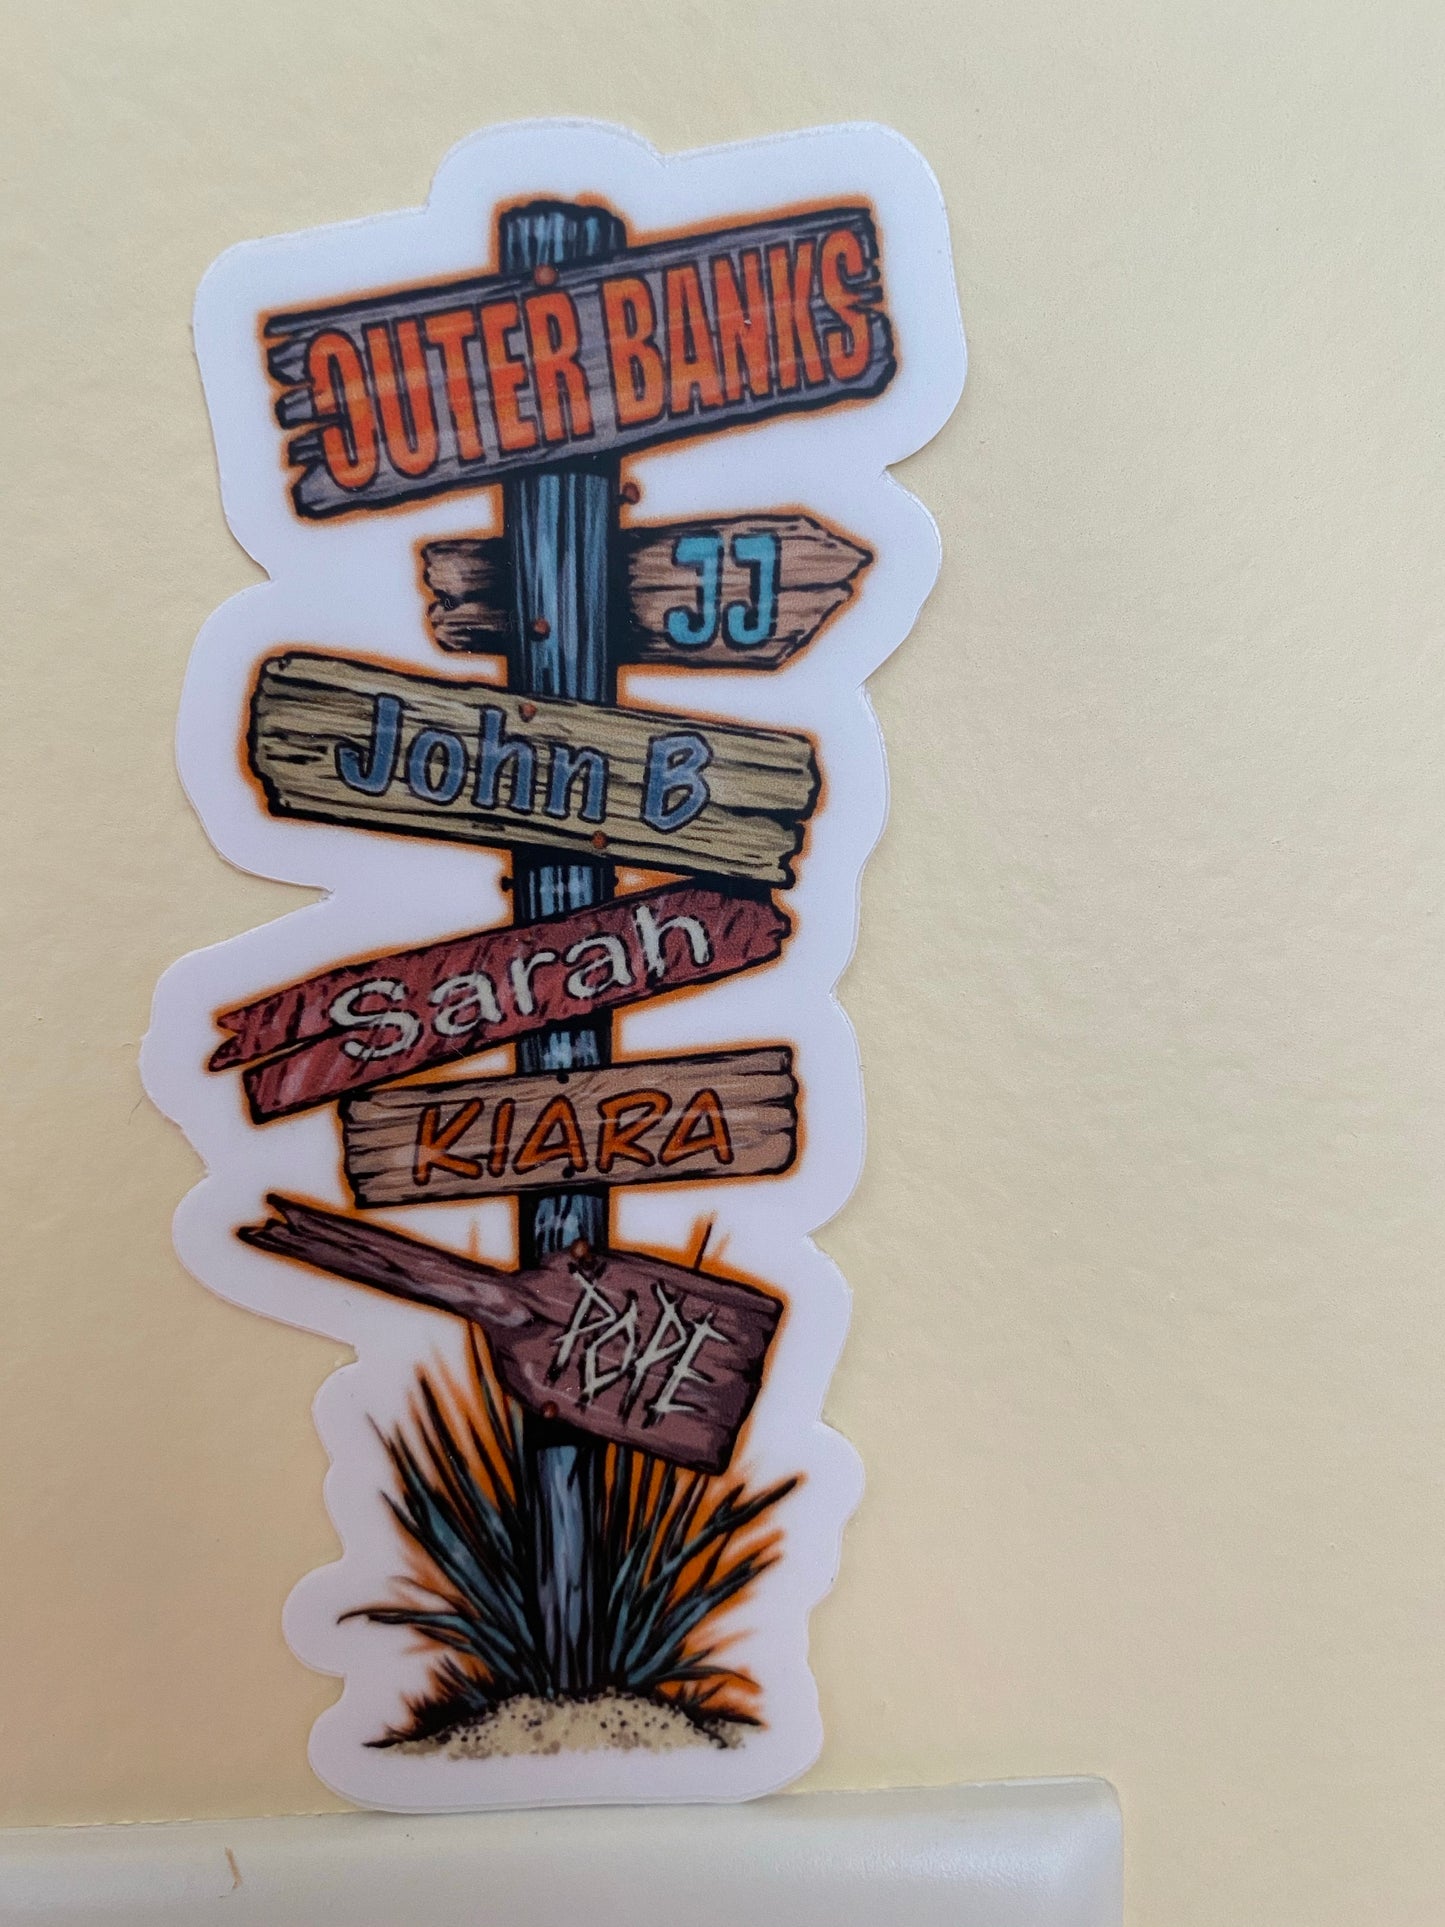 OUTER BANKS
JJ
John B
Sarah
KIARA
POPE